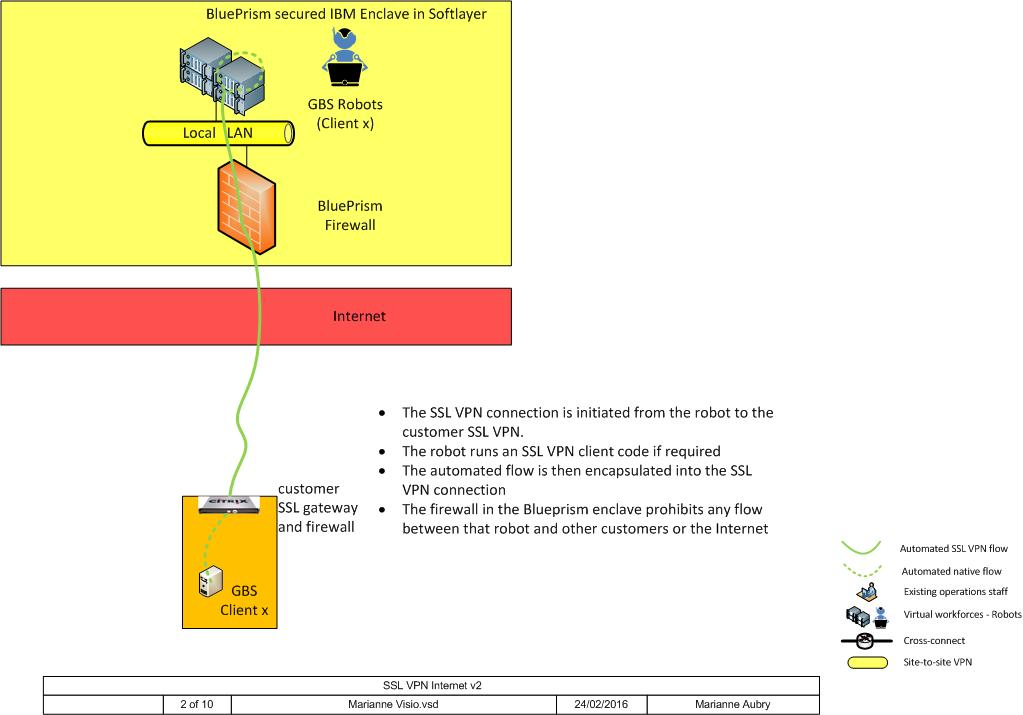 BluePrism secured IBM Enclave in Softlayer
GBS Robots
(Client x)
Local LAN
BluePrism
Firewall
Internet
• The SSL VPN connection is initiated from the robot to the
customer SSL VPN.
• The robot runs an SSL VPN client code if required
• The automated flow is then encapsulated into the SSL
VPN connection
• The firewall in the Blueprism enclave prohibits any flow
between that robot and other customers or the Internet
customer
SSL gateway
and firewall
CITRIX
GBS
Client x
Automated SSL VPN flow
Automated native flow
Existing operations staff
Virtual workforces - Robots
Cross-connect
Site-to-site VPN
SSL VPN Internet v2
2 of 10 Marianne Visio.vsd 24/02/2016 Marianne Aubry